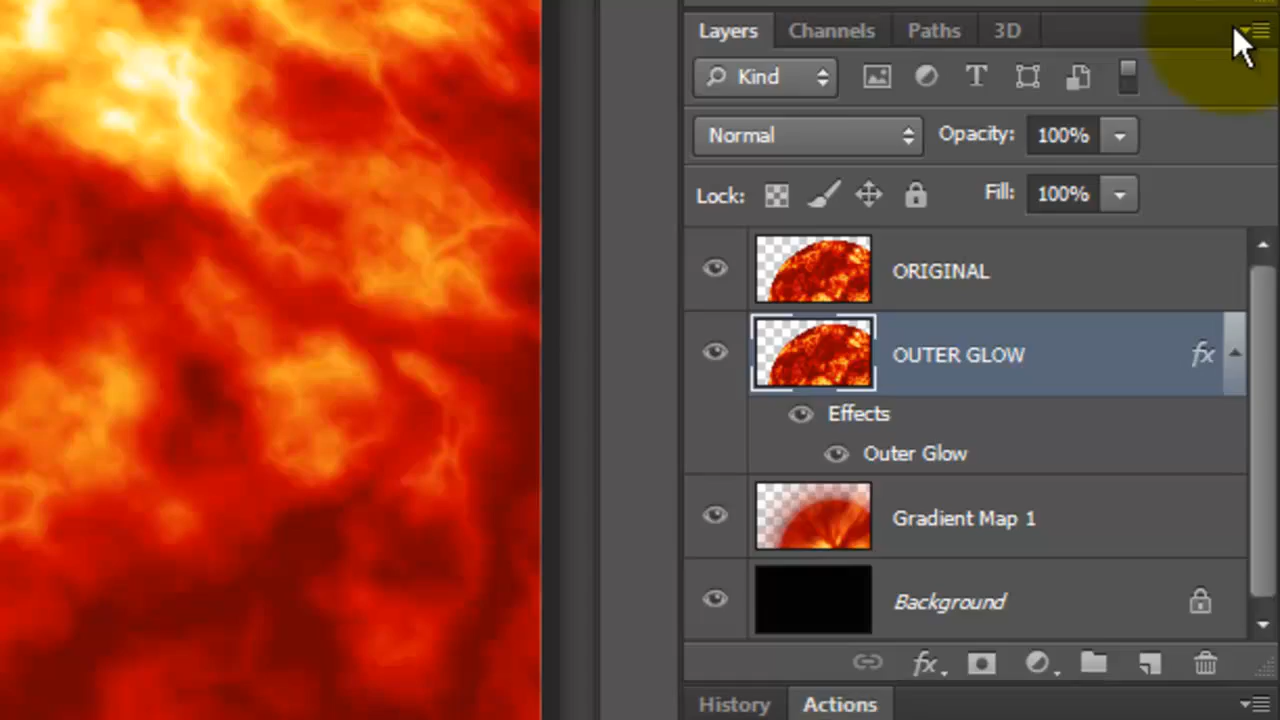 Layers Channels Paths 3D
Kind
Normal Opacity: 100%
Lock: Fill: 100%
ORIGINAL
OUTER GLOW fx
Effects
Outer Glow
Gradient Map 1
Background
fx
History Actions